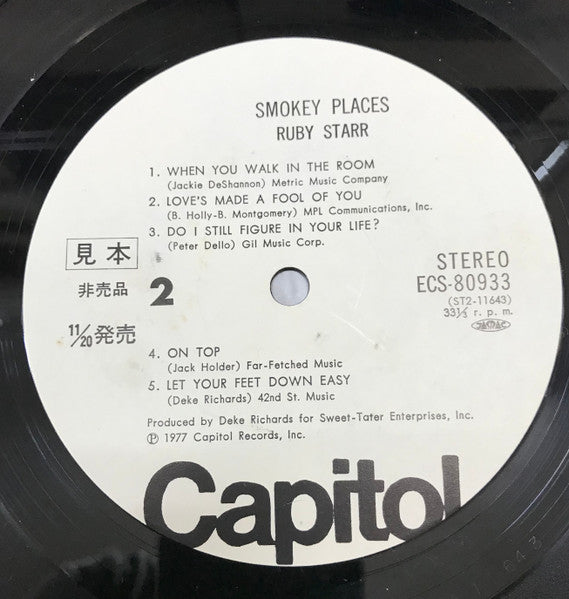 SMOKEY PLACES
RUBY STARR
1. WHEN YOU WALK IN THE ROOM
(Jackie DeShannon) Metric Music Company
2. LOVE'S MADE A FOOL OF YOU
(B. Holly-B. Montgomery) MPL Communications, Inc.
3. DO I STILL FIGURE IN YOUR LIFE?
(Peter Dello) Gil Music Corp.
見本
非売品
2
11/20発売
STEREO
ECS-80933
(ST2-11643)
33⅓ r. p. m.
JASRAC
4. ON TOP
(Jack Holder) Far-Fetched Music
5. LET YOUR FEET DOWN EASY
(Deke Richards) 42nd St. Music
Produced by Deke Richards for Sweet-Tater Enterprises, Inc.
Ⓟ 1977 Capitol Records, Inc.
Capitol